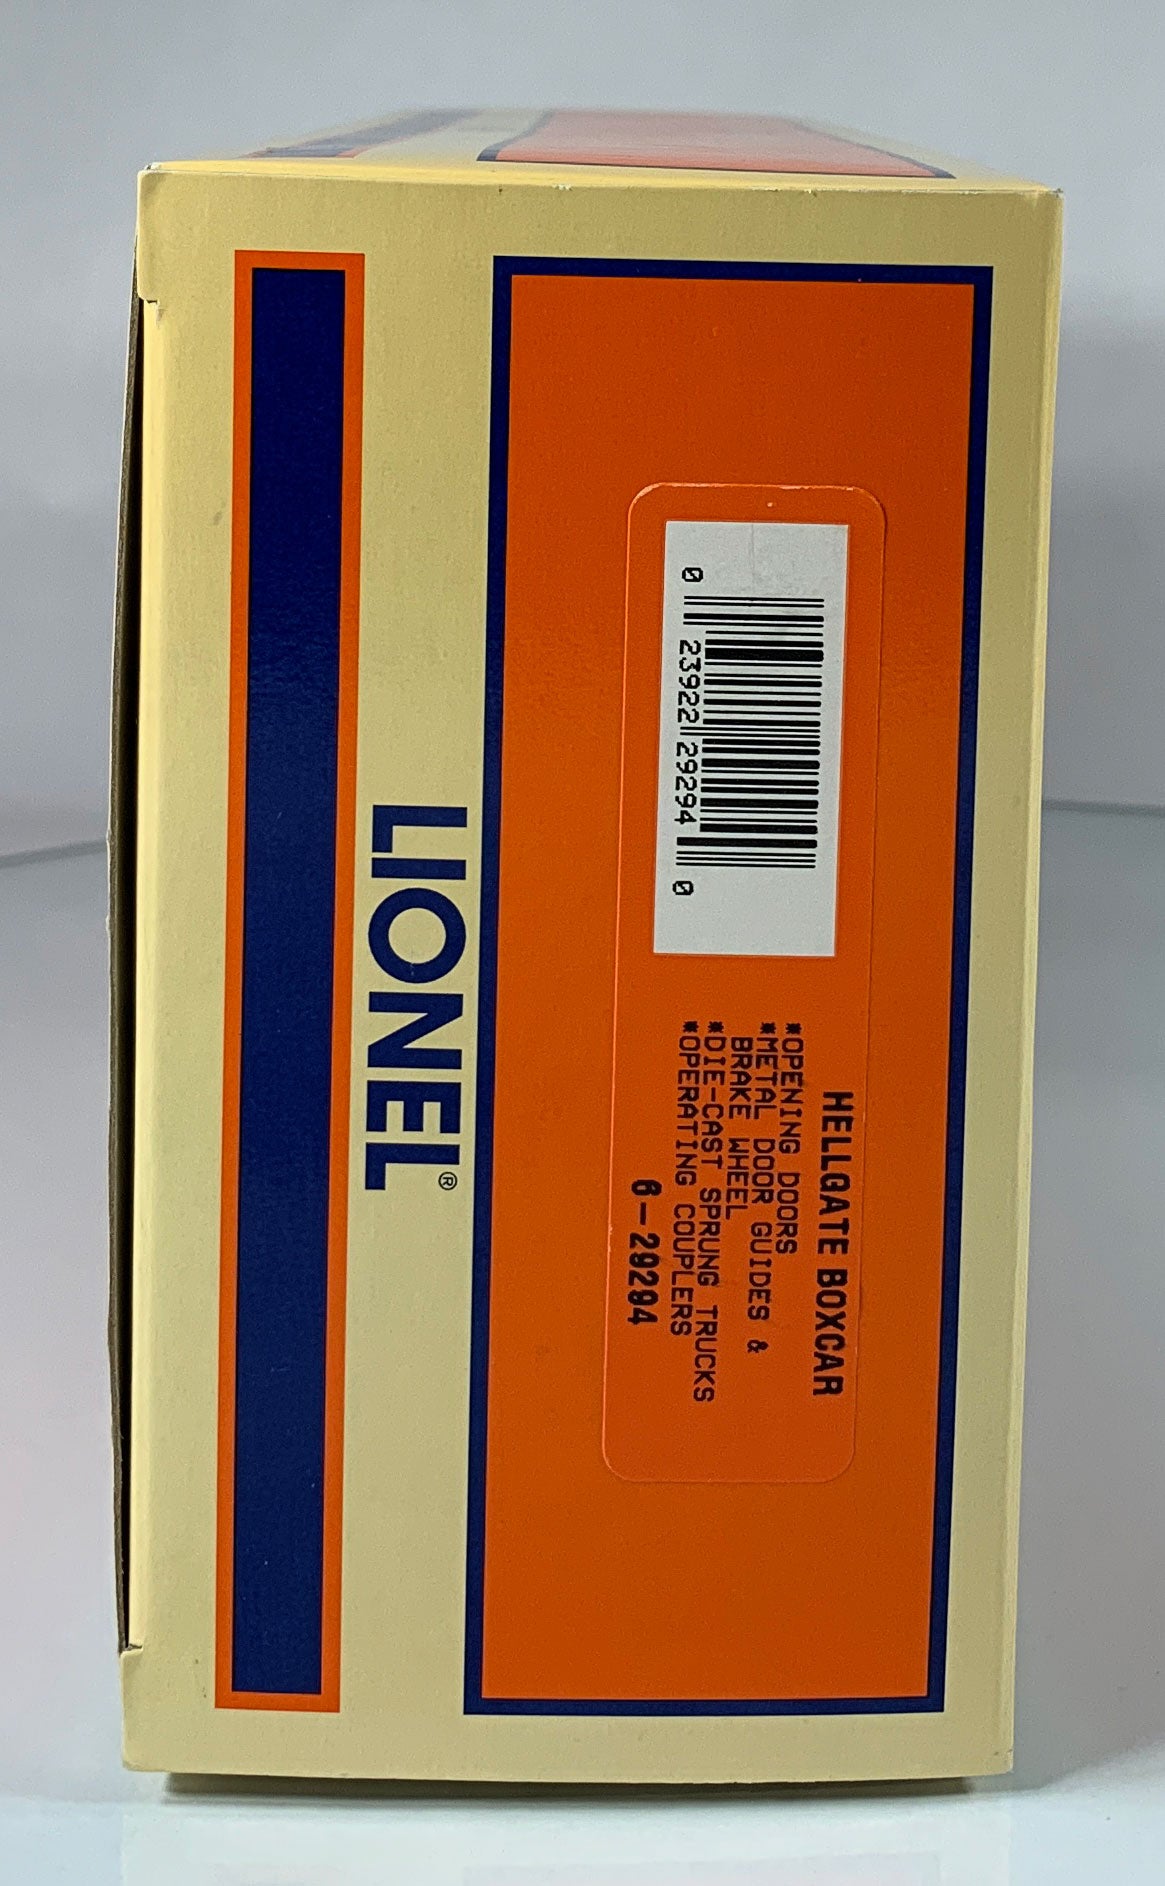 HELLGATE BOXCAR
*OPENING DOORS
*METAL DOOR GUIDES &
BRAKE WHEEL
*DIE-CAST SPRUNG TRUCKS
*OPERATING COUPLERS
6-29294
0 23922 29294 0
LIONEL®